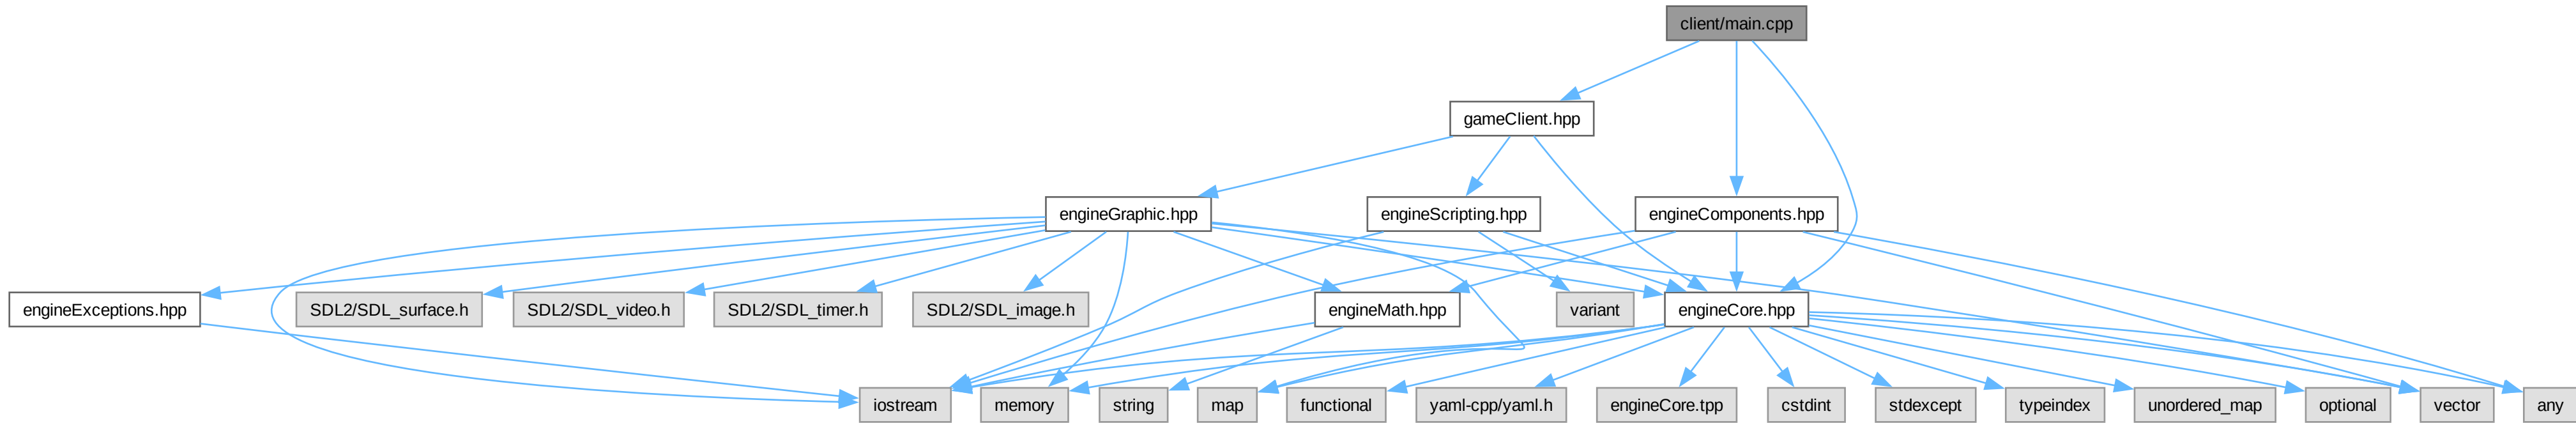 client/main.cpp
gameClient.hpp
engineGraphic.hpp
engineScripting.hpp
engineComponents.hpp
engineExceptions.hpp
SDL2/SDL_surface.h
SDL2/SDL_video.h
SDL2/SDL_timer.h
SDL2/SDL_image.h
engineMath.hpp
variant
engineCore.hpp
iostream
memory
string
map
functional
yaml-cpp/yaml.h
engineCore.tpp
cstdint
stdexcept
typeindex
unordered_map
optional
vector
any